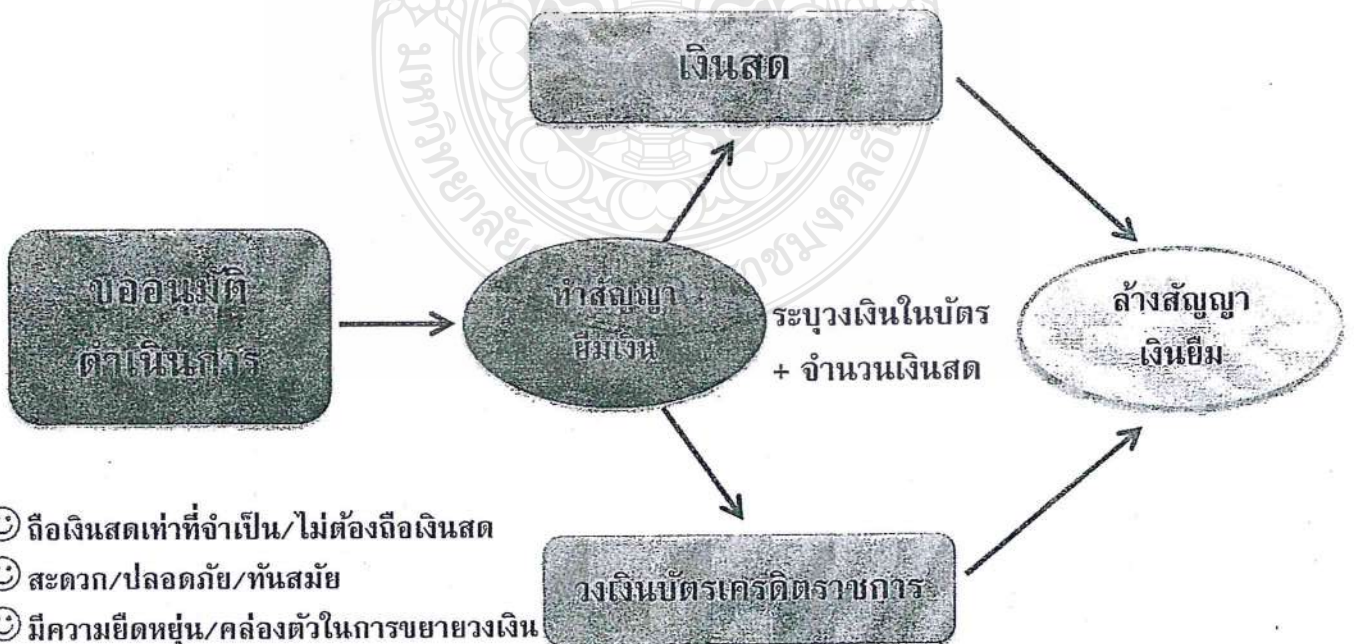 เงินสด
ขออนุมัติ
ดำเนินการ
ทำสัญญา
ยืมเงิน
ระบุวงเงินในบัตร
+ จำนวนเงินสด
ล้างสัญญา
เงินยืม
วงเงินบัตรเครดิตราชการ
ถือเงินสดเท่าที่จำเป็น/ไม่ต้องถือเงินสด
สะดวก/ปลอดภัย/ทันสมัย
มีความยืดหยุ่น/คล่องตัวในการขยายวงเงิน